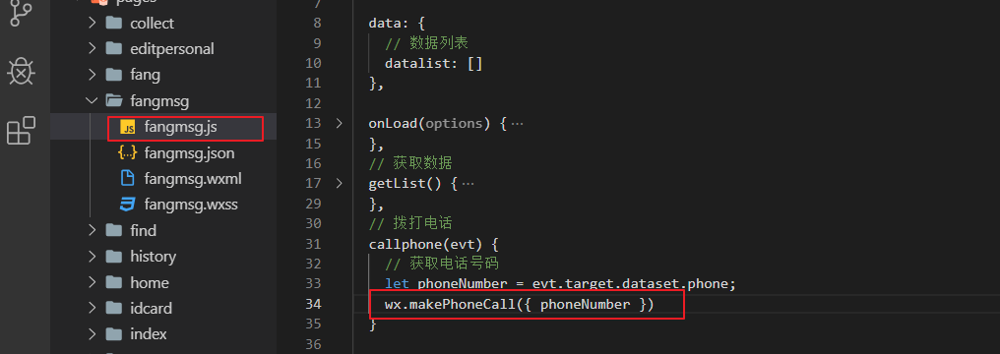 pages
collect
editpersonal
fang
fangmsg
JS fangmsg.js
{..} fangmsg.json
fangmsg.wxml
fangmsg.wxss
find
history
home
idcard
index
7
8 data: {
9 // 数据列表
10 datalist: []
11 },
12
13 onLoad(options) { ···
15 },
16 // 获取数据
17 getList() { ···
29 },
30 // 拨打电话
31 callphone(evt) {
32 // 获取电话号码
33 let phoneNumber = evt.target.dataset.phone;
34 wx.makePhoneCall({ phoneNumber })
35 }
36